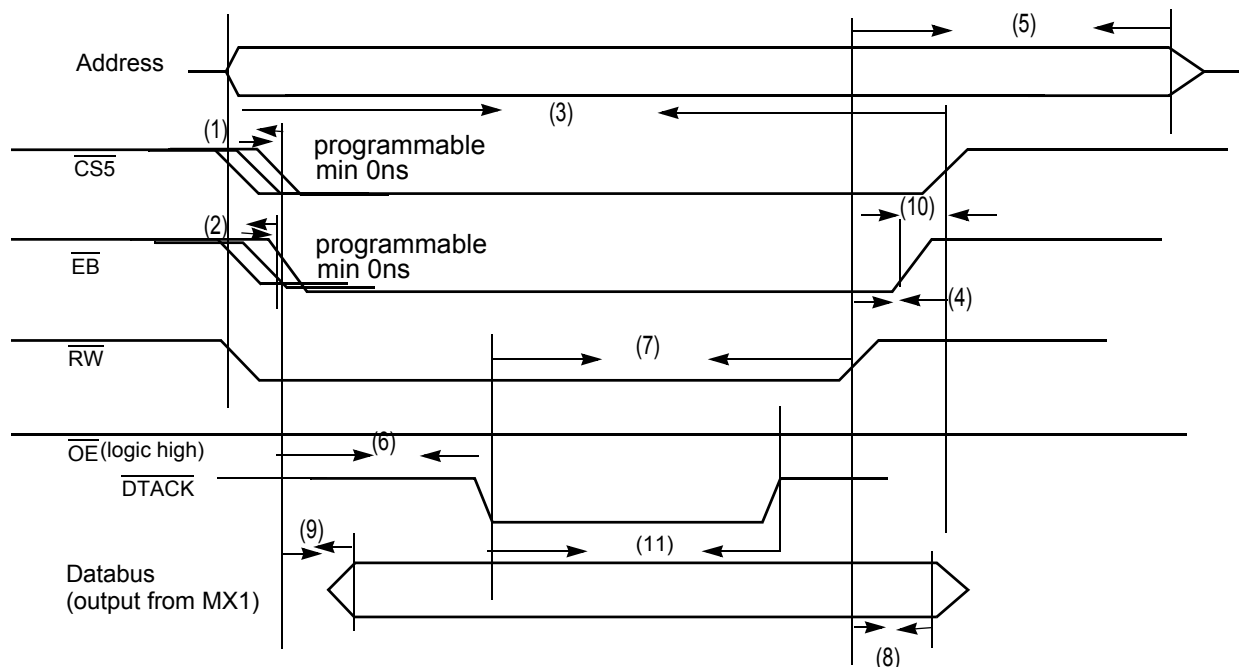 (5)
Address
(3)
(1)
programmable
min 0ns
CS5
(10)
(2)
programmable
min 0ns
EB
(4)
RW
(7)
OE (logic high)
(6)
DTACK
(9)
(11)
Databus
(output from MX1)
(8)